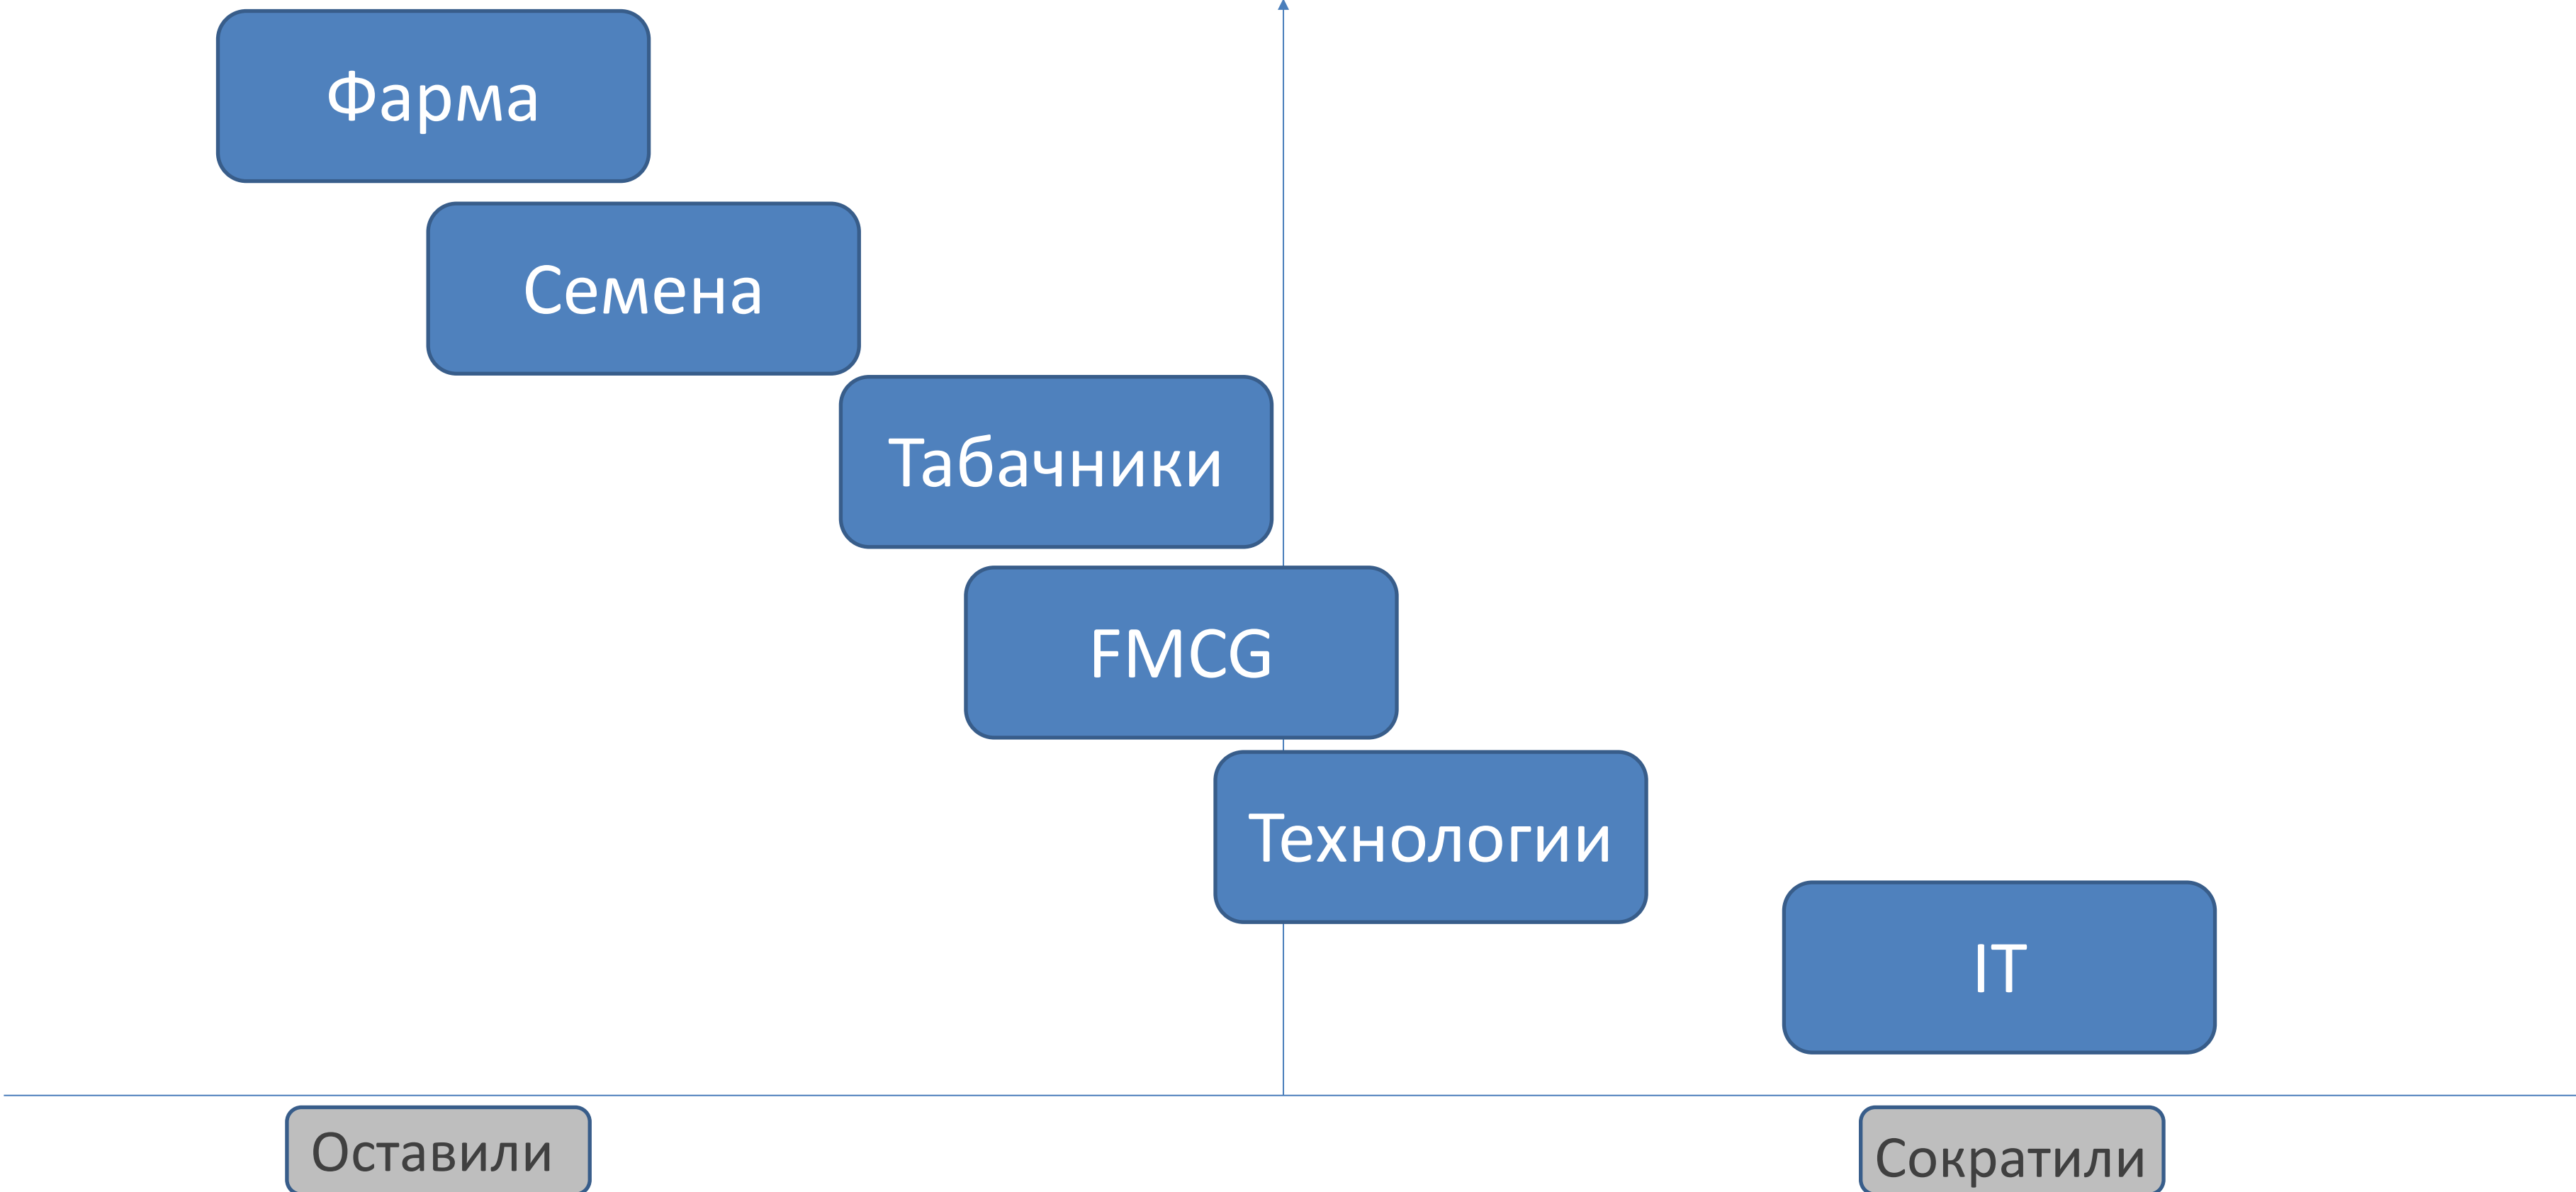 Фарма
Семена
Табачники
FMCG
Технологии
IT
Оставили
Сократили